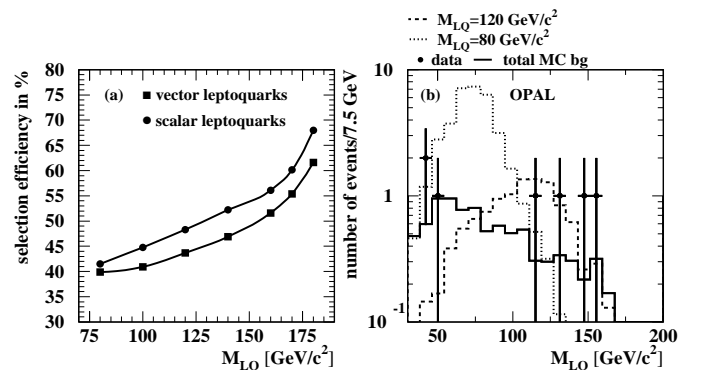 M_LQ=120 GeV/c²
M_LQ=80 GeV/c²
data total MC bg
selection efficiency in %
80
75
70
65
60
55
50
45
40
35
30
(a)
vector leptoquarks
scalar leptoquarks
75 100 125 150 175
M_LQ [GeV/c²]
number of events/7.5 GeV
10
1
10⁻¹
(b) OPAL
50 100 150 200
M_LQ [GeV/c²]